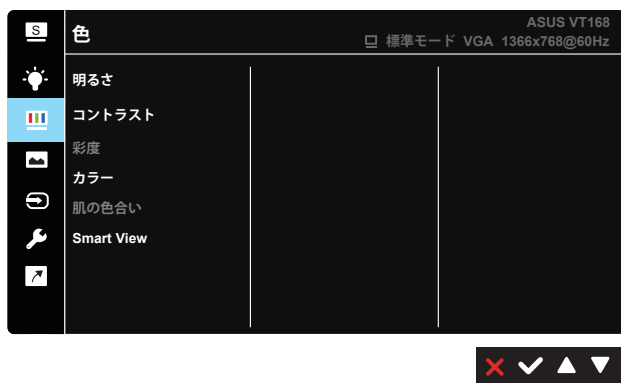 S
色
ASUS VT168
標準モード VGA 1366x768@60Hz
明るさ
コントラスト
彩度
カラー
肌の色合い
Smart View